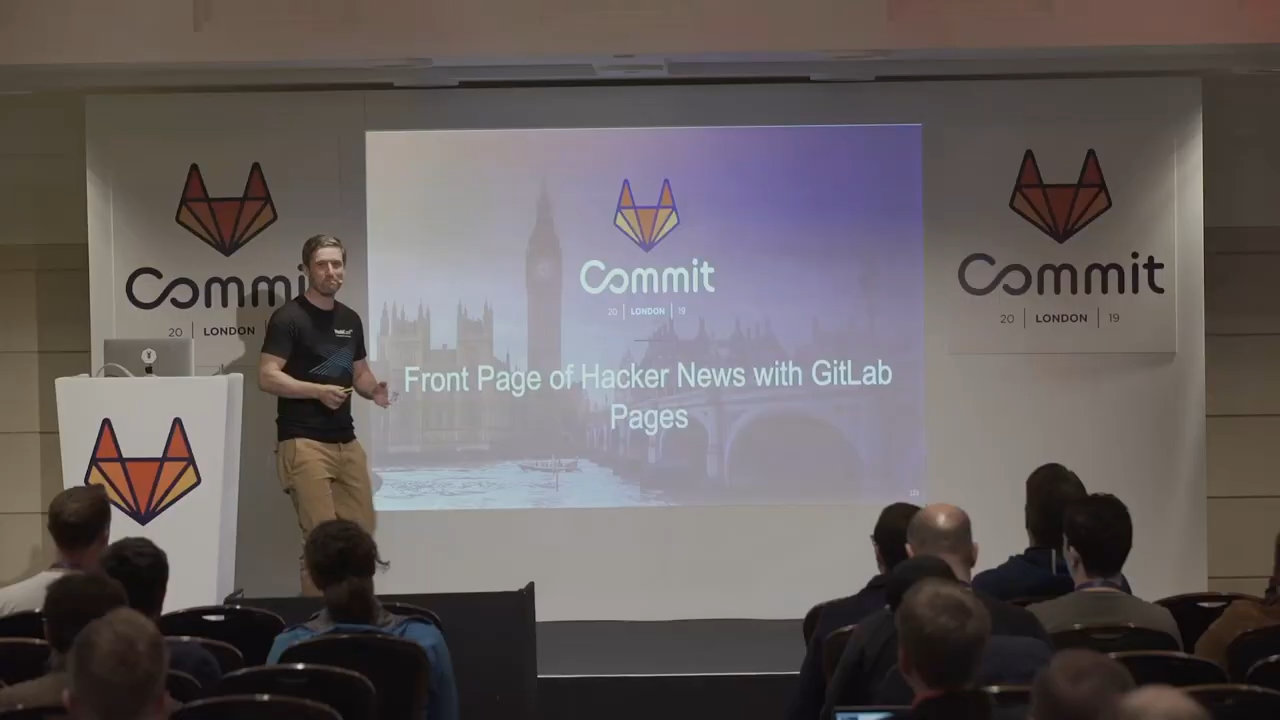 Commi
20 | LONDON |
Commit
20 | LONDON | 19
Front Page of Hacker News with GitLab
Pages
Commit
20 | LONDON | 19